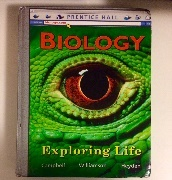 PRENTICE HALL
BIOLOGY
Exploring Life
Campbell Williamson Heyden